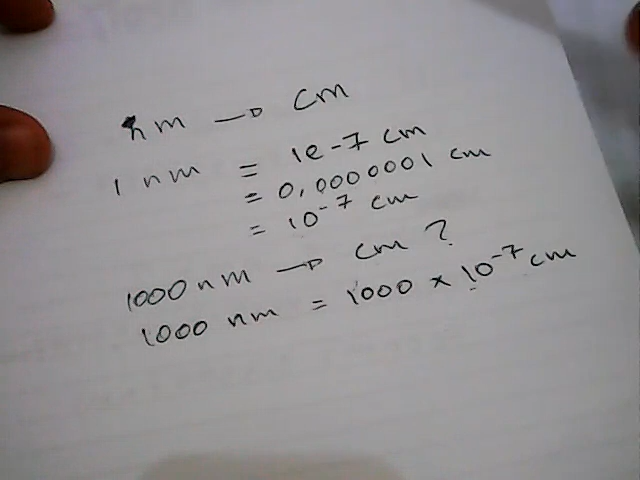 nm → cm
1 nm = 1e-7 cm
= 0,0000001 cm
= 10⁻⁷ cm
1000 nm → cm ?
1000 nm = 1000 × 10⁻⁷ cm